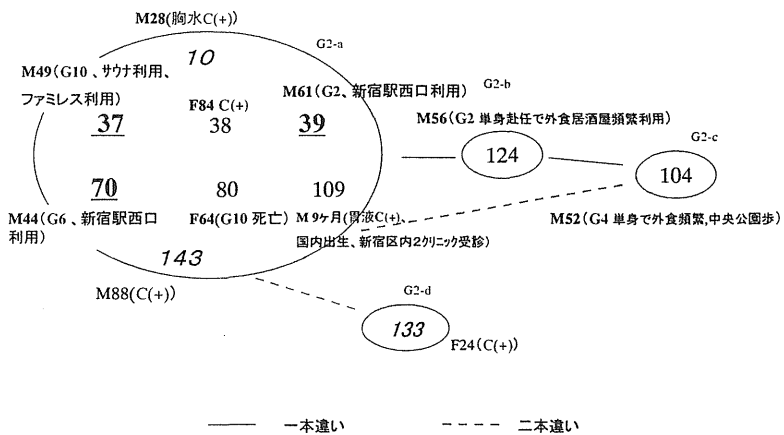 M28(胸水C(+))
G2-a
10
M49(G10、サウナ利用、
ファミレス利用)
F84 C(+)
M61(G2、新宿駅西口利用)
G2-b
37
38
39
M56(G2 単身赴任で外食居酒屋頻繁利用)
124
G2-c
104
70
80
109
M44(G6、新宿駅西口
利用)
F64(G10 死亡)
M 9ヶ月(胃液C(+)、
国内出生、新宿区内2クリニック受診)
M52(G4 単身で外食頻繁,中央公園歩)
143
M88(C(+))
G2-d
133
F24(C(+))
一本違い
二本違い